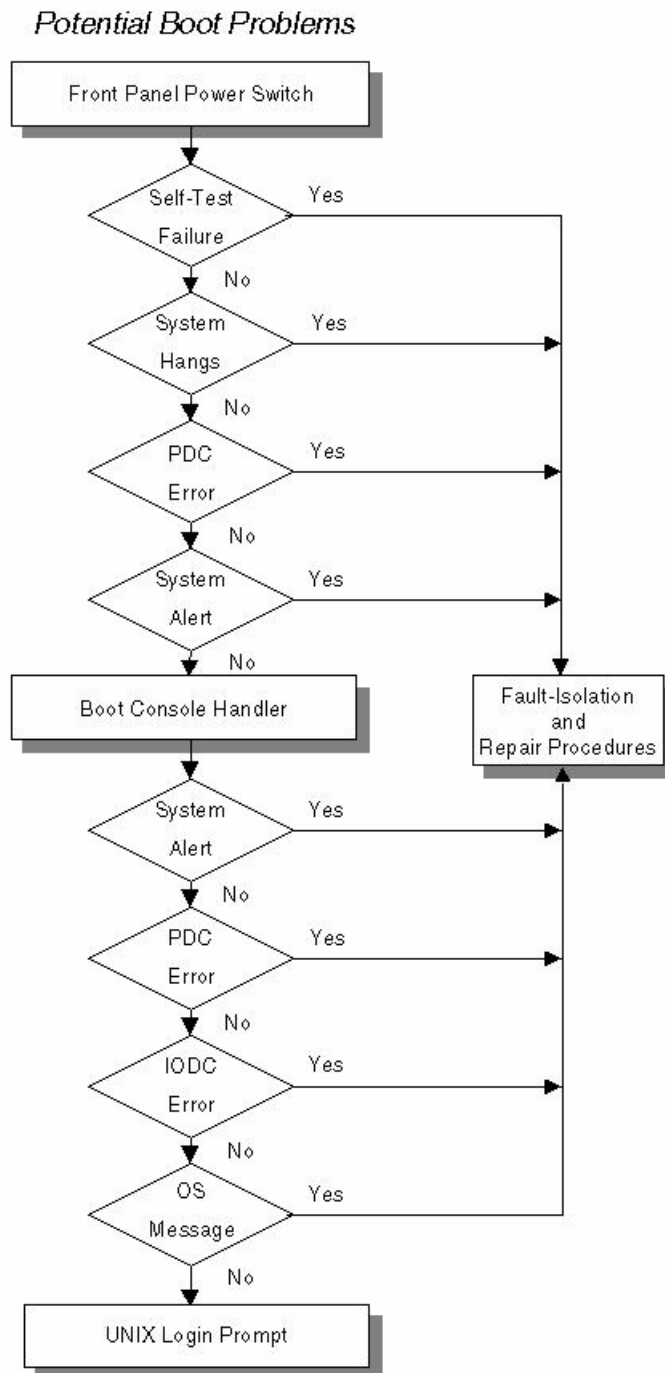 Potential Boot Problems
Front Panel Power Switch
Self-Test
Failure
Yes
No
System
Hangs
Yes
No
PDC
Error
Yes
No
System
Alert
Yes
No
Boot Console Handler
Fault-Isolation
and
Repair Procedures
System
Alert
Yes
No
PDC
Error
Yes
No
IODC
Error
Yes
No
OS
Message
Yes
No
UNIX Login Prompt